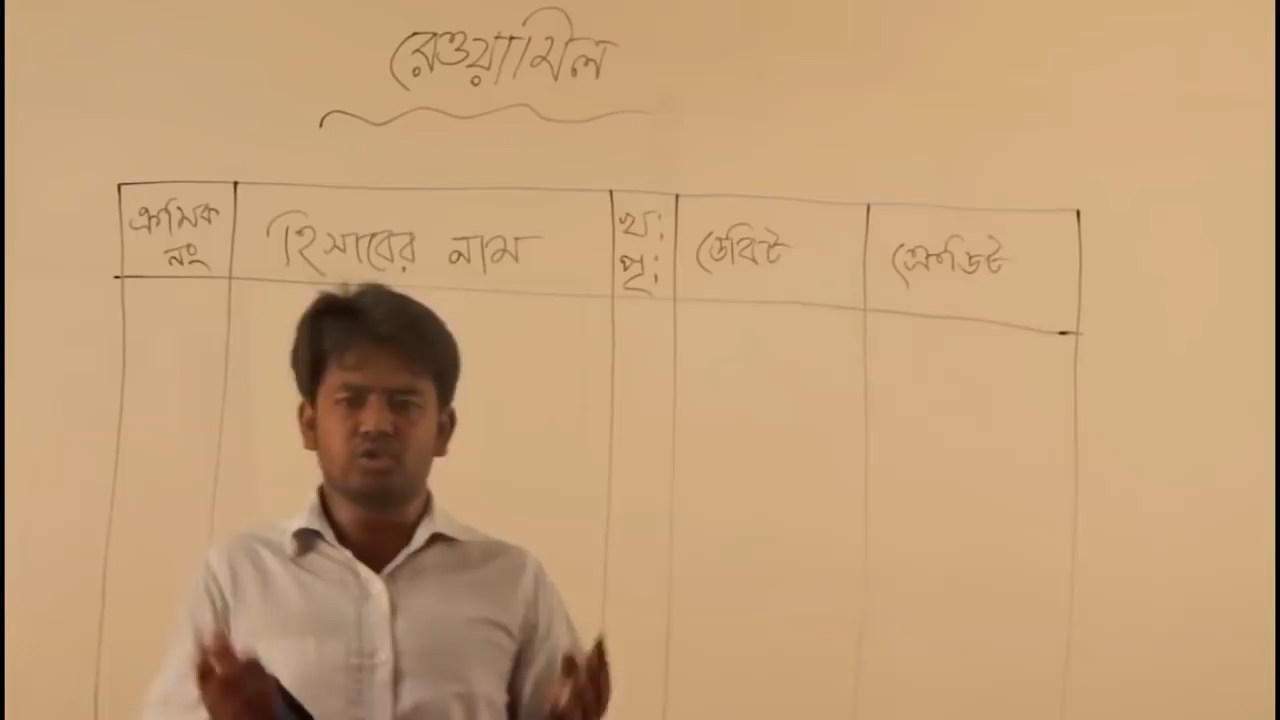 রেওয়ামিল
ক্রমিক নং
হিসাবের নাম
খ: পৃ:
ডেবিট
ক্রেডিট